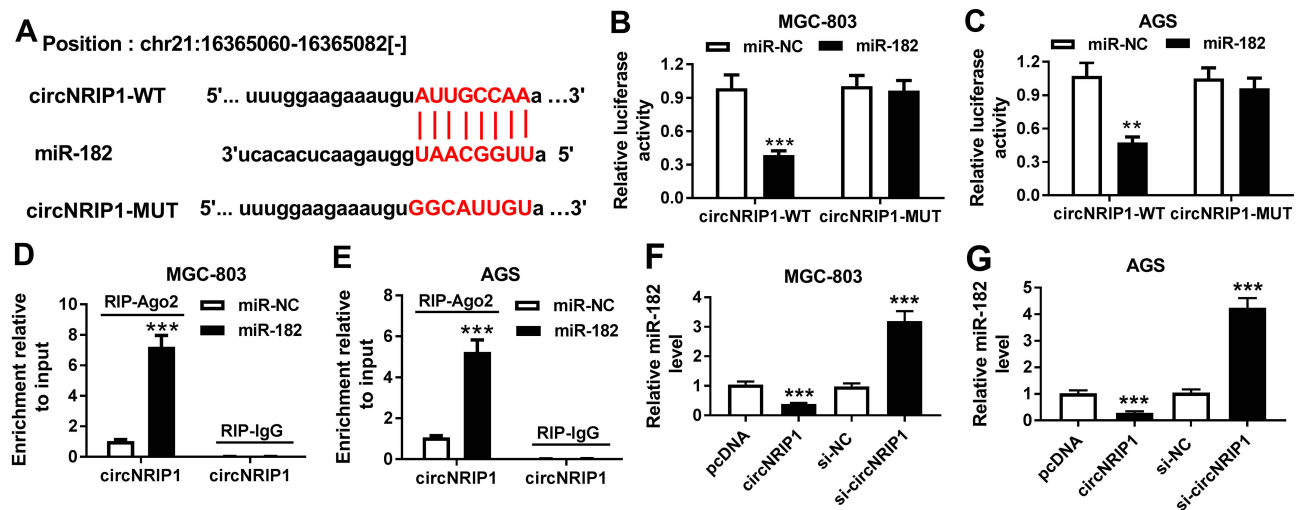 A Position : chr21:16365060-16365082[-]
circNRIP1-WT 5'... uuuggaagaaauguAUUGCCAAa ...3'
miR-182 3'ucacacucaagauggUAACGGUUa 5'
circNRIP1-MUT 5'... uuuggaagaaauguGGCAUUGUa ...3'
B
MGC-803
miR-NC miR-182
Relative luciferase
activity
1.2
0.9
0.6
0.3
0.0
***
circNRIP1-WT circNRIP1-MUT
C
AGS
miR-NC miR-182
Relative luciferase
activity
1.2
0.9
0.6
0.3
0.0
**
circNRIP1-WT circNRIP1-MUT
D
MGC-803
RIP-Ago2
miR-NC
miR-182
Enrichment relative
to input
10
8
6
4
2
0
***
RIP-IgG
circNRIP1 circNRIP1
E
AGS
RIP-Ago2
miR-NC
miR-182
Enrichment relative
to input
8
6
4
2
0
***
RIP-IgG
circNRIP1 circNRIP1
F
MGC-803
Relative miR-182
level
4
3
2
1
0
***
***
pcDNA circNRIP1 si-NC si-circNRIP1
G
AGS
Relative miR-182
level
5
4
3
2
1
0
***
***
pcDNA circNRIP1 si-NC si-circNRIP1